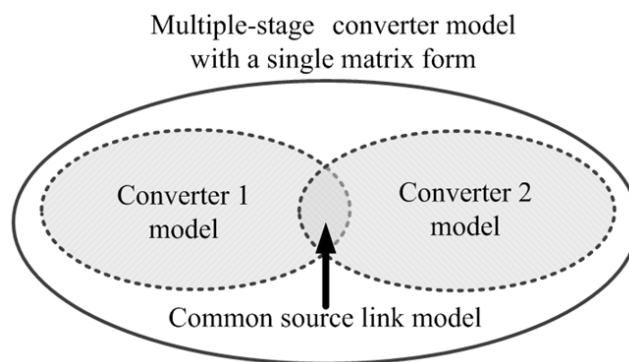 Multiple-stage converter model
with a single matrix form
Converter 1
model
Converter 2
model
Common source link model